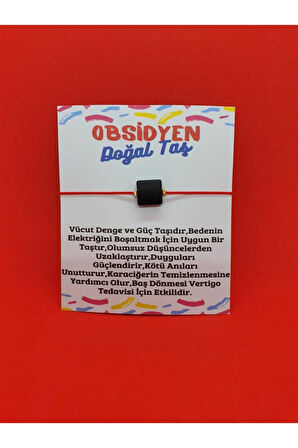 OBSİDYEN
Doğal Taş
Vücut Denge ve Güç Taşıdır,Bedenin
Elektriğini Boşaltmak İçin Uygun Bir
Taştır,Olumsuz Düşüncelerden
Uzaklaştırır,Duyguları
Güçlendirir,Kötü Anıları
Unutturur,Karaciğerin Temizlenmesine
Yardımcı Olur,Baş Dönmesi Vertigo
Tedavisi İçin Etkilidir.